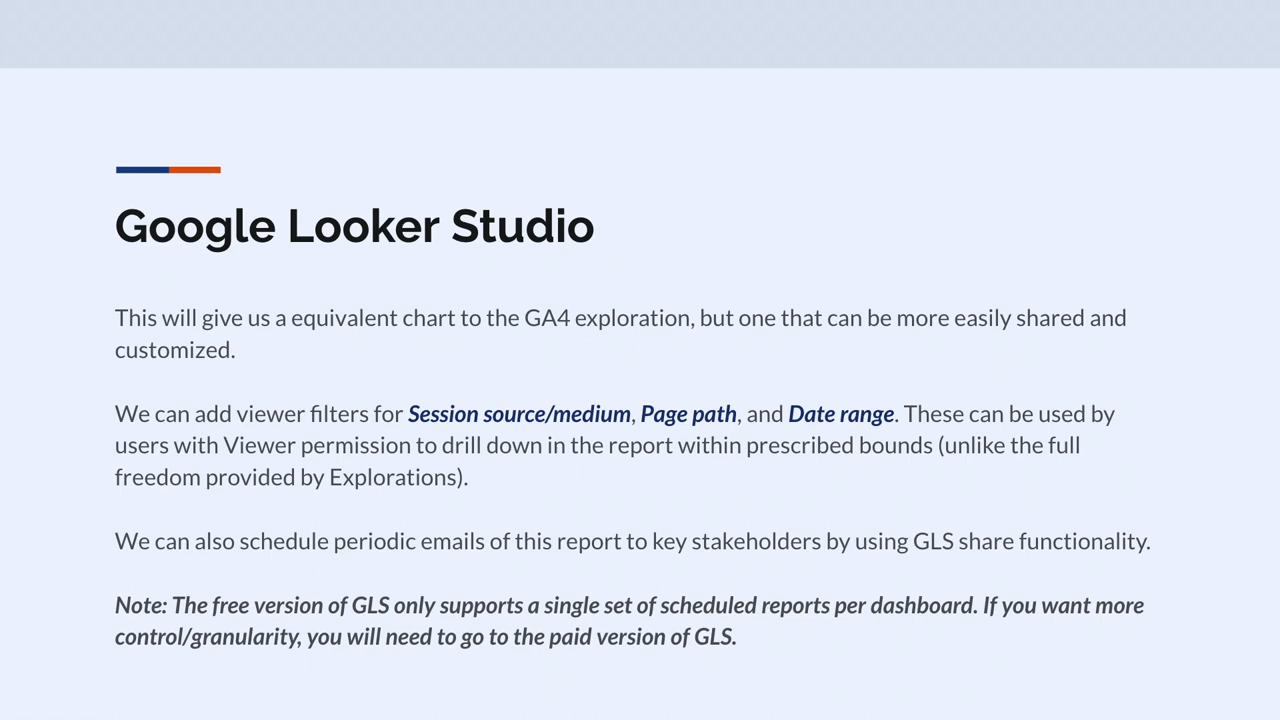 Google Looker Studio
This will give us a equivalent chart to the GA4 exploration, but one that can be more easily shared and
customized.
We can add viewer filters for Session source/medium, Page path, and Date range. These can be used by
users with Viewer permission to drill down in the report within prescribed bounds (unlike the full
freedom provided by Explorations).
We can also schedule periodic emails of this report to key stakeholders by using GLS share functionality.
Note: The free version of GLS only supports a single set of scheduled reports per dashboard. If you want more
control/granularity, you will need to go to the paid version of GLS.